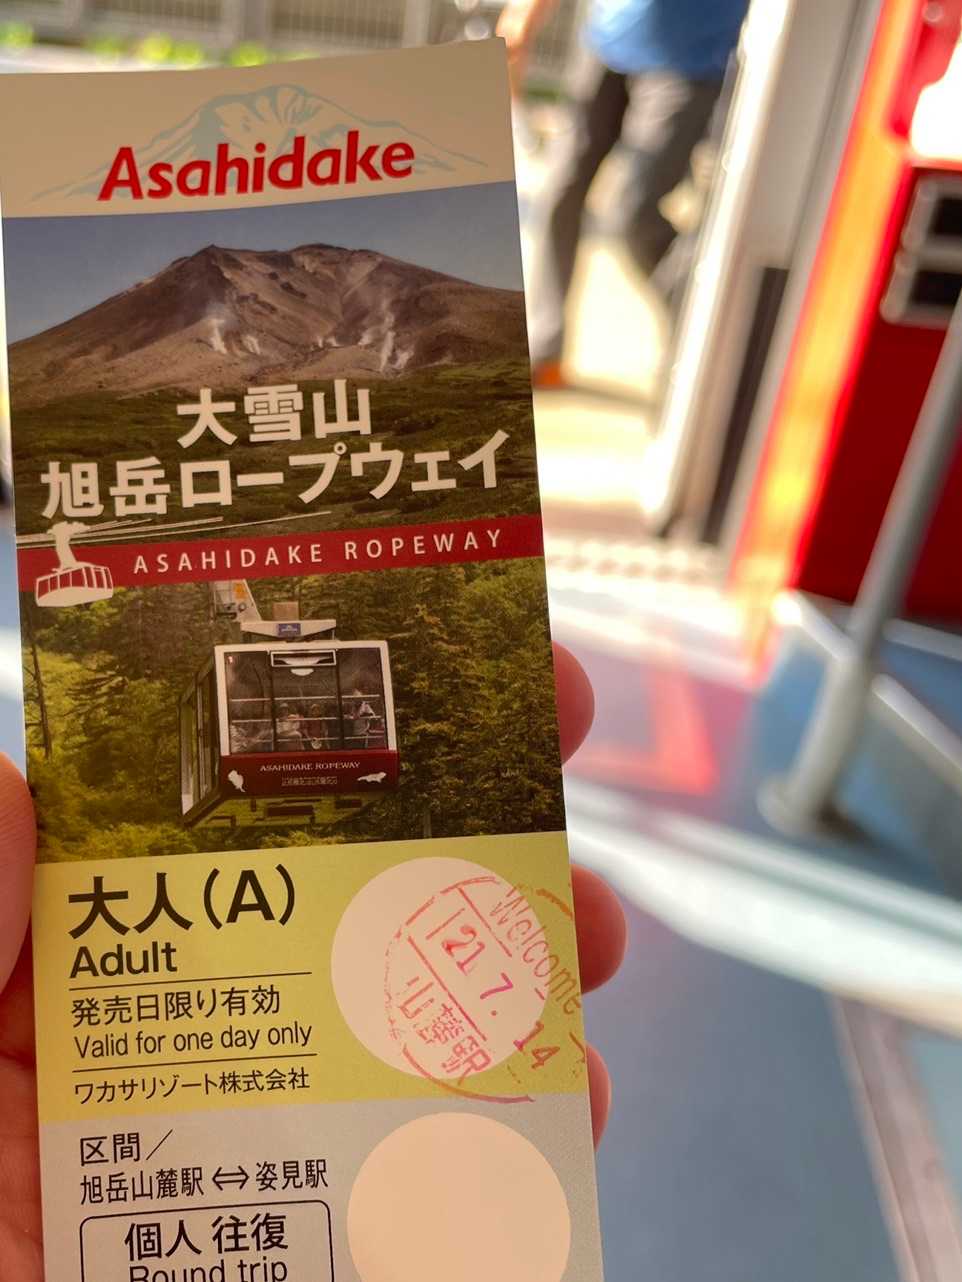 Asahidake
大雪山
旭岳ロープウェイ
ASAHIDAKE ROPEWAY
ASAHIDAKE ROPEWAY
大人(A)
Adult
発売日限り有効
Valid for one day only
ワカサリゾート株式会社
Welcome
21.7.14
山麓駅
区間/
旭岳山麓駅⇔姿見駅
個人 往復
Round trip